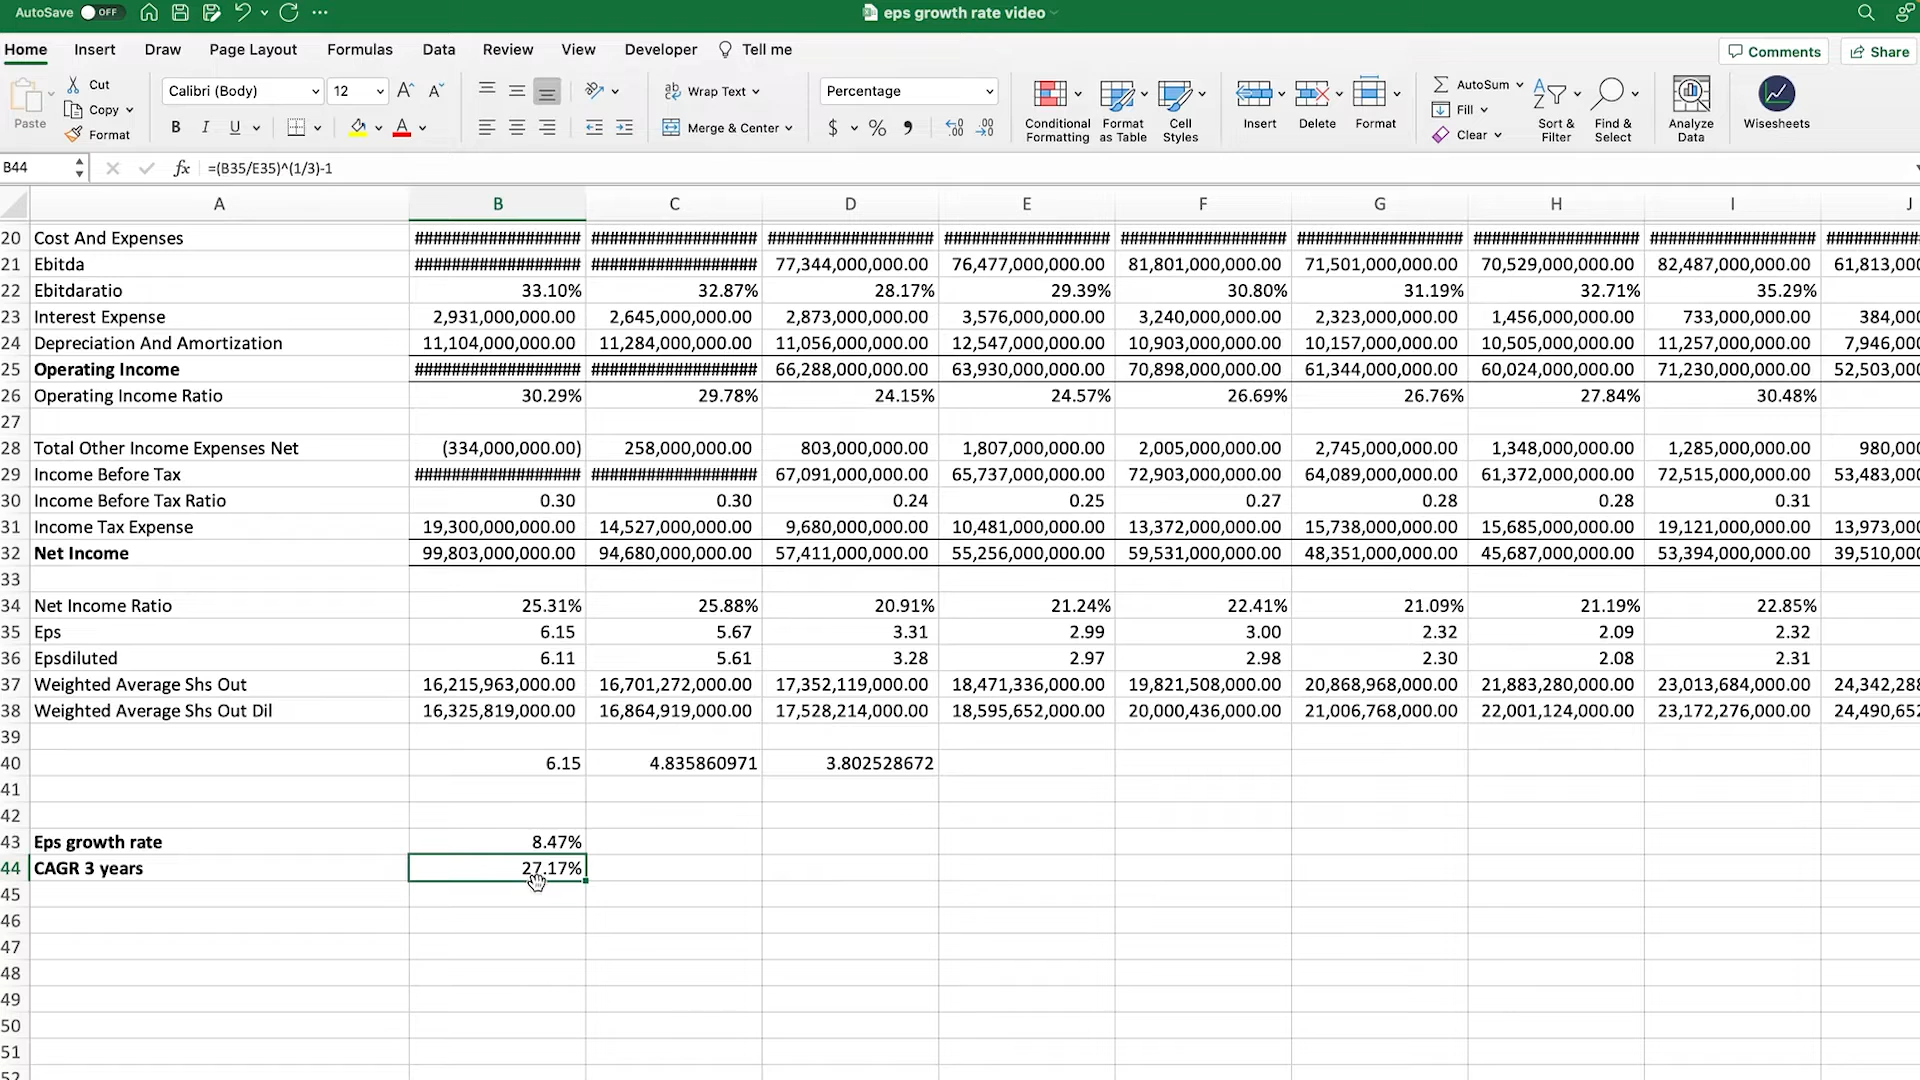 AutoSave OFF ··· eps growth rate video
Home Insert Draw Page Layout Formulas Data Review View Developer Tell me Comments Share
Paste Cut Copy Format Calibri (Body) 12 Wrap Text Merge & Center Percentage Conditional Formatting Format as Table Cell Styles Insert Delete Format AutoSum Fill Clear Sort & Filter Find & Select Analyze Data Wisesheets
B44 fx =(B35/E35)^(1/3)-1
A B C D E F G H I J
20 Cost And Expenses ################## ################## ################## ################## ################## ################## ################## ##################
21 Ebitda ################## ################## 77,344,000,000.00 76,477,000,000.00 81,801,000,000.00 71,501,000,000.00 70,529,000,000.00 82,487,000,000.00 61,813,00
22 Ebitdaratio 33.10% 32.87% 28.17% 29.39% 30.80% 31.19% 32.71% 35.29%
23 Interest Expense 2,931,000,000.00 2,645,000,000.00 2,873,000,000.00 3,576,000,000.00 3,240,000,000.00 2,323,000,000.00 1,456,000,000.00 733,000,000.00 384,00
24 Depreciation And Amortization 11,104,000,000.00 11,284,000,000.00 11,056,000,000.00 12,547,000,000.00 10,903,000,000.00 10,157,000,000.00 10,505,000,000.00 11,257,000,000.00 7,946,00
25 Operating Income ################## ################## 66,288,000,000.00 63,930,000,000.00 70,898,000,000.00 61,344,000,000.00 60,024,000,000.00 71,230,000,000.00 52,503,00
26 Operating Income Ratio 30.29% 29.78% 24.15% 24.57% 26.69% 26.76% 27.84% 30.48%
27
28 Total Other Income Expenses Net (334,000,000.00) 258,000,000.00 803,000,000.00 1,807,000,000.00 2,005,000,000.00 2,745,000,000.00 1,348,000,000.00 1,285,000,000.00 980,00
29 Income Before Tax ################## ################## 67,091,000,000.00 65,737,000,000.00 72,903,000,000.00 64,089,000,000.00 61,372,000,000.00 72,515,000,000.00 53,483,00
30 Income Before Tax Ratio 0.30 0.30 0.24 0.25 0.27 0.28 0.28 0.31
31 Income Tax Expense 19,300,000,000.00 14,527,000,000.00 9,680,000,000.00 10,481,000,000.00 13,372,000,000.00 15,738,000,000.00 15,685,000,000.00 19,121,000,000.00 13,973,00
32 Net Income 99,803,000,000.00 94,680,000,000.00 57,411,000,000.00 55,256,000,000.00 59,531,000,000.00 48,351,000,000.00 45,687,000,000.00 53,394,000,000.00 39,510,00
33
34 Net Income Ratio 25.31% 25.88% 20.91% 21.24% 22.41% 21.09% 21.19% 22.85%
35 Eps 6.15 5.67 3.31 2.99 3.00 2.32 2.09 2.32
36 Epsdiluted 6.11 5.61 3.28 2.97 2.98 2.30 2.08 2.31
37 Weighted Average Shs Out 16,215,963,000.00 16,701,272,000.00 17,352,119,000.00 18,471,336,000.00 19,821,508,000.00 20,868,968,000.00 21,883,280,000.00 23,013,684,000.00 24,342,28
38 Weighted Average Shs Out Dil 16,325,819,000.00 16,864,919,000.00 17,528,214,000.00 18,595,652,000.00 20,000,436,000.00 21,006,768,000.00 22,001,124,000.00 23,172,276,000.00 24,490,65
39
40 6.15 4.835860971 3.802528672
41
42
43 Eps growth rate 8.47%
44 CAGR 3 years 27.17%
45
46
47
48
49
50
51
52